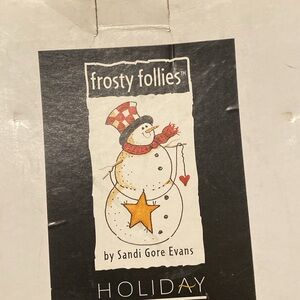 frosty follies™
by Sandi Gore Evans
HOLIDAY